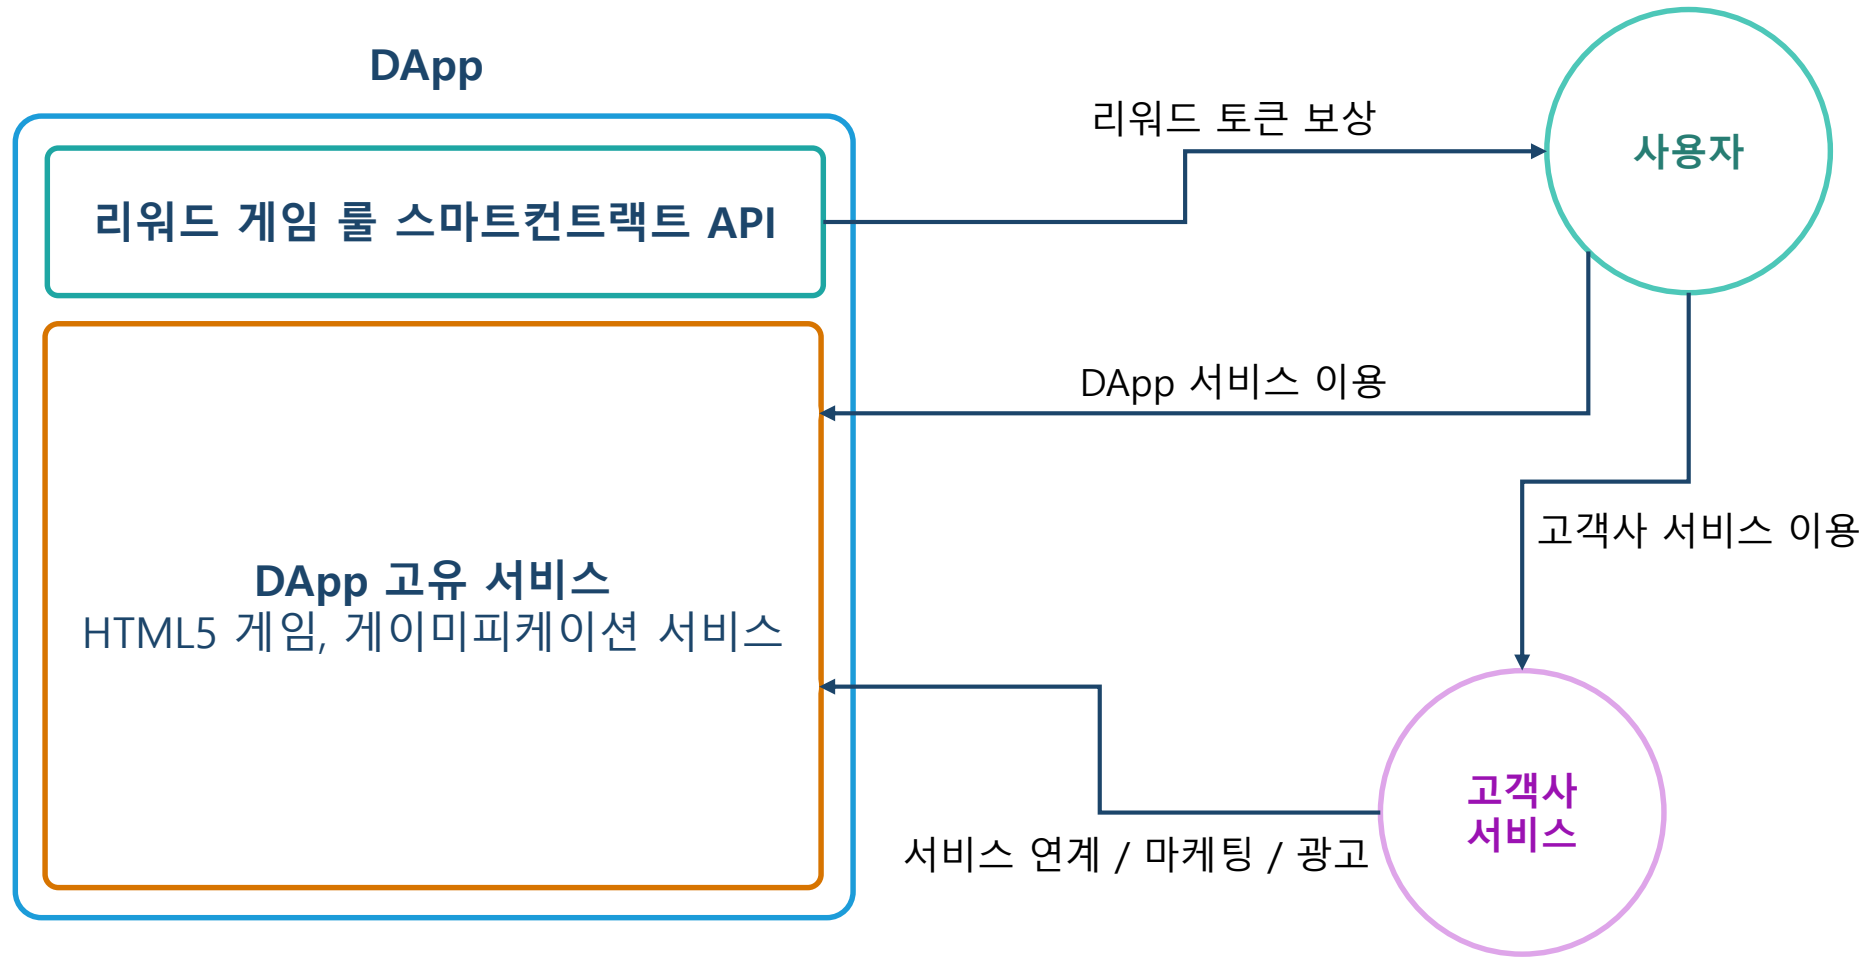 DApp
리워드 게임 룰 스마트컨트랙트 API
리워드 토큰 보상
사용자
DApp 서비스 이용
고객사 서비스 이용
DApp 고유 서비스
HTML5 게임, 게이미피케이션 서비스
고객사
서비스
서비스 연계 / 마케팅 / 광고